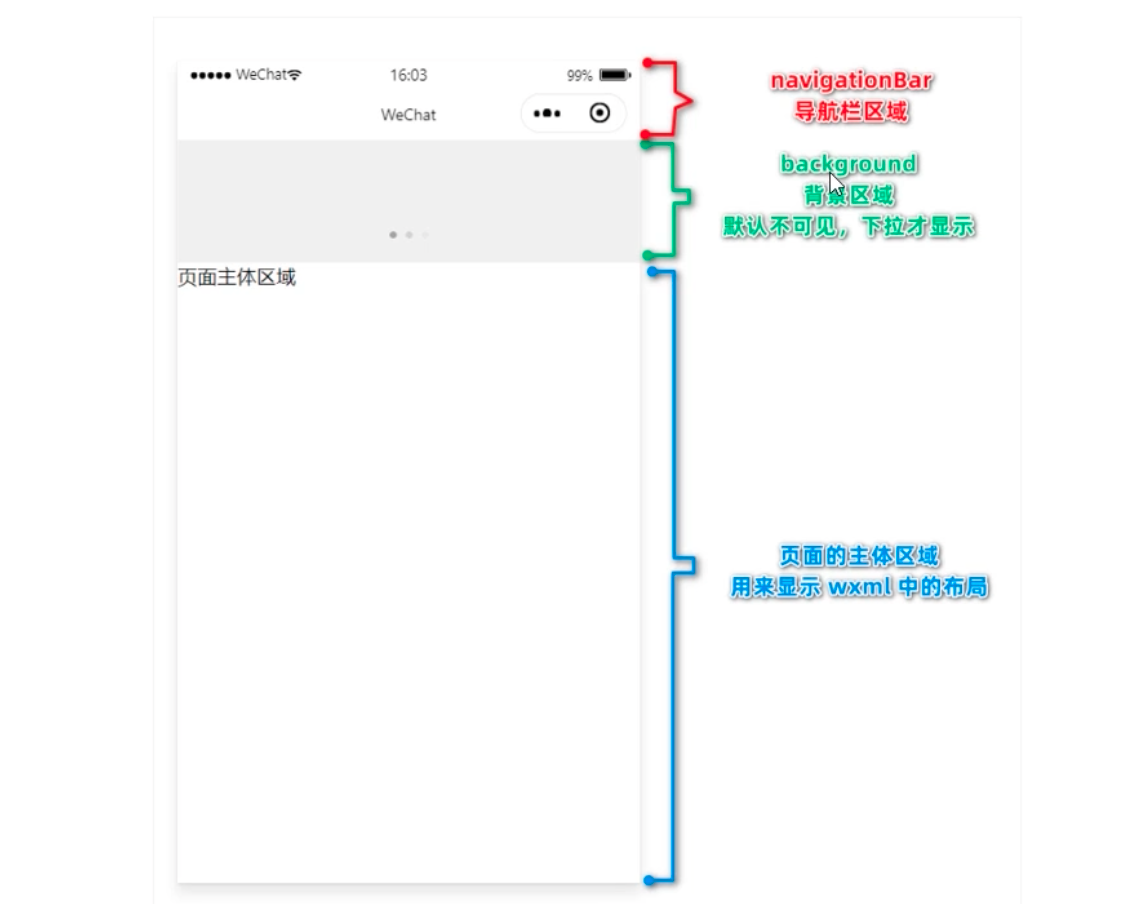 WeChat
16:03
99%
WeChat
页面主体区域
navigationBar
导航栏区域
background
背景区域
默认不可见，下拉才显示
页面的主体区域
用来显示 wxml 中的布局